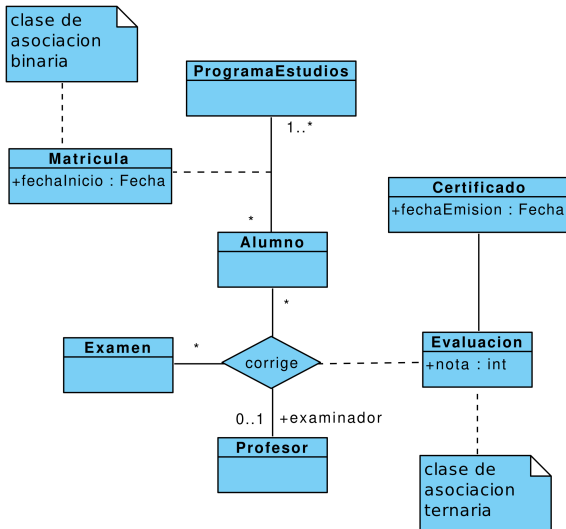 clase de
asociacion
binaria
ProgramaEstudios
1..*
Matricula
+fechaInicio : Fecha
Certificado
+fechaEmision : Fecha
*
Alumno
*
Examen
*
corrige
Evaluacion
+nota : int
0..1 +examinador
Profesor
clase de
asociacion
ternaria